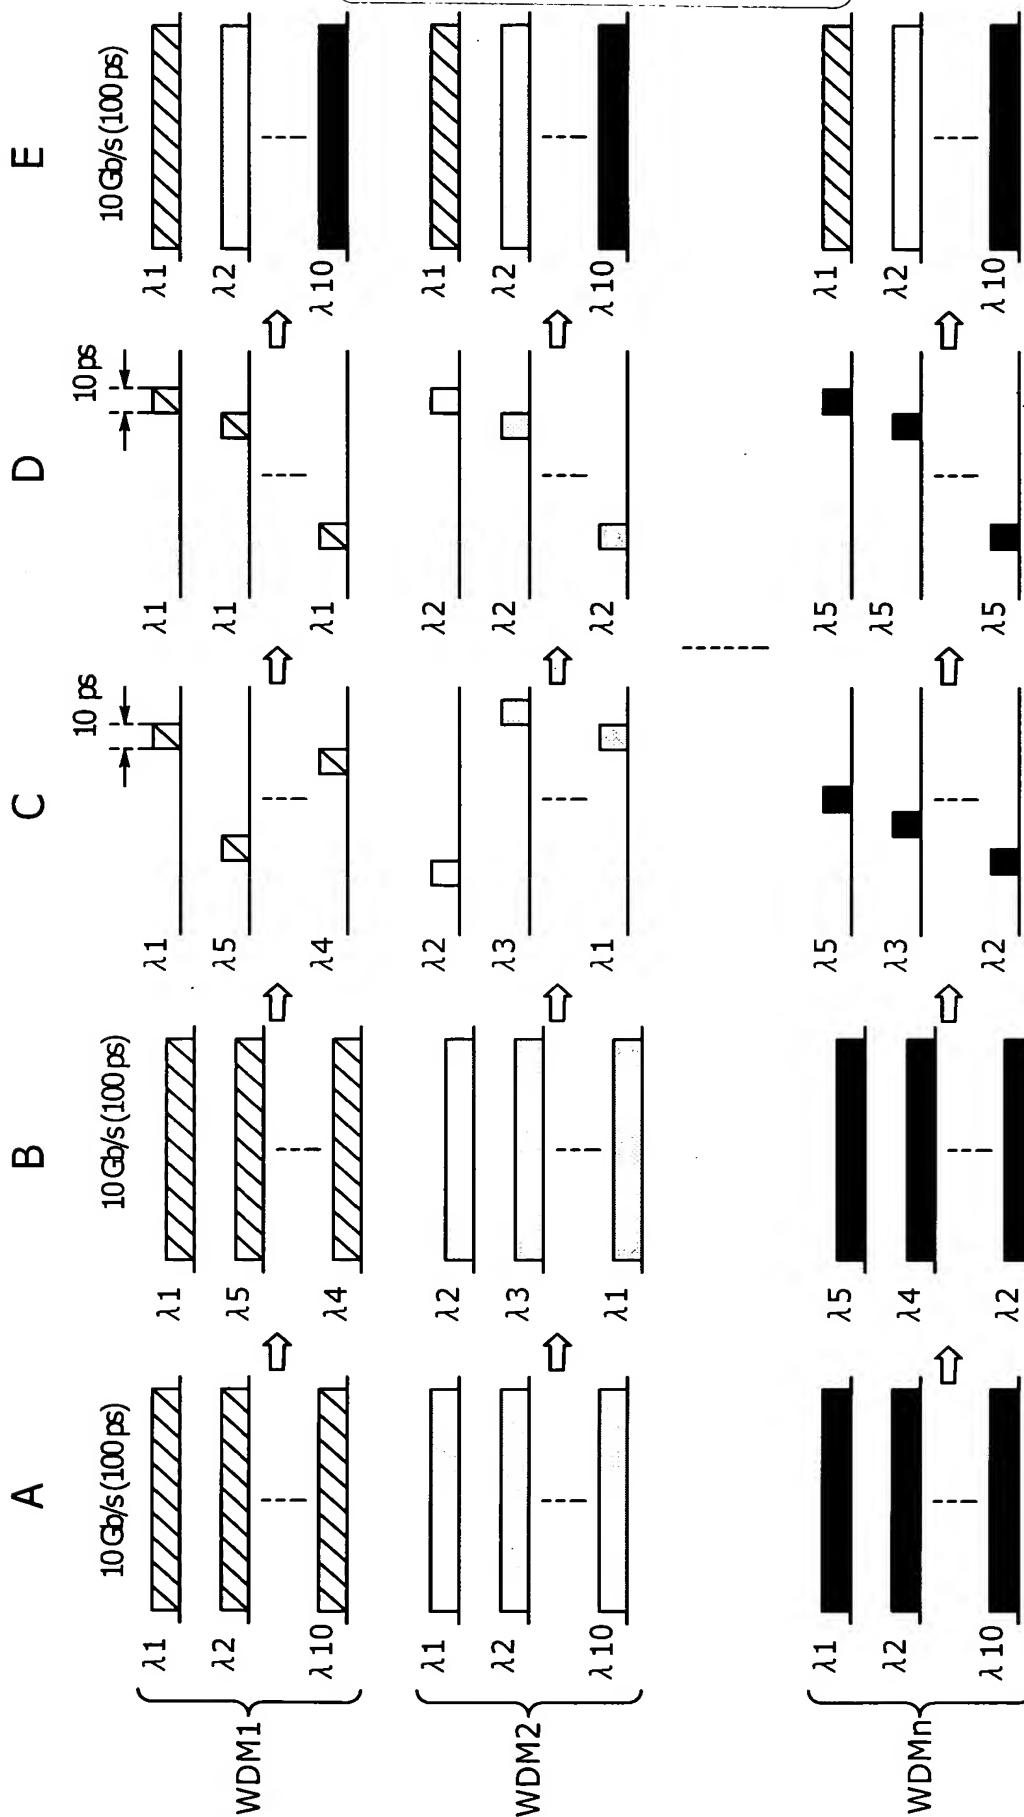 A B C D E
10Gb/s (100ps) 10Gb/s (100ps) 10 ps 10ps 10Gb/s (100ps)
λ1 λ1 λ1 λ1 λ1
WDM1 λ2 λ5 λ5 λ1 λ2
λ10 λ4 λ4 λ1 λ10
λ1 λ2 λ2 λ2 λ1
WDM2 λ2 λ3 λ3 λ2 λ2
λ10 λ1 λ1 λ2 λ10
λ1 λ5 λ5 λ5 λ1
WDMn λ2 λ4 λ3 λ5 λ2
λ10 λ2 λ2 λ5 λ10